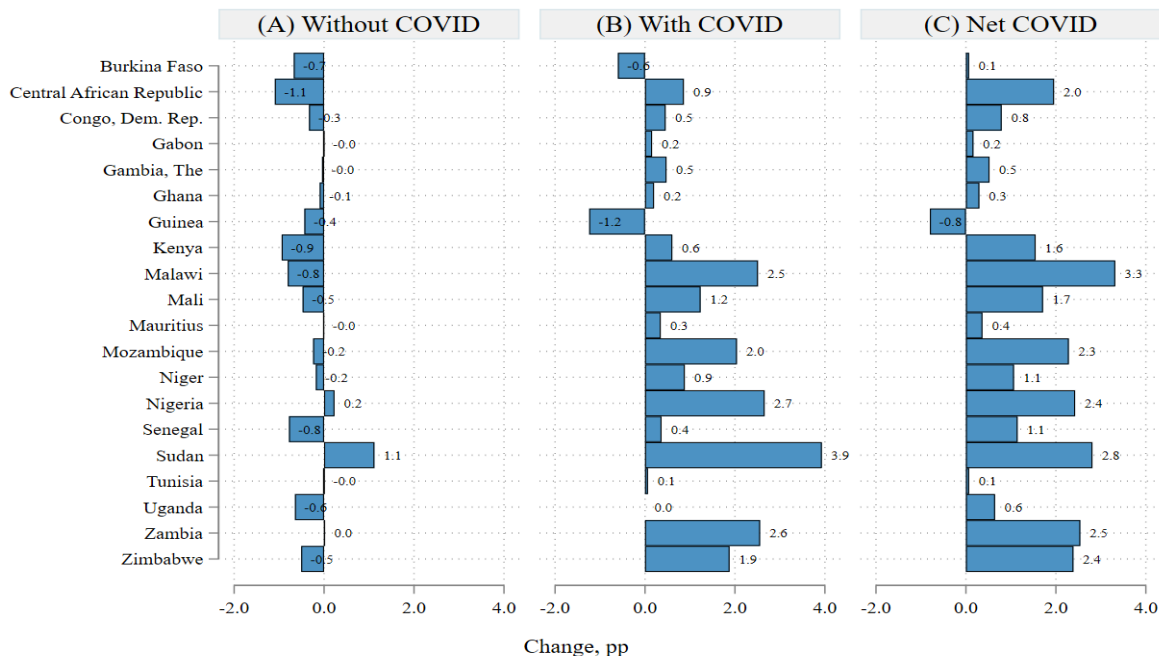 (A) Without COVID (B) With COVID (C) Net COVID
Burkina Faso -0.7 -0.6 0.1
Central African Republic -1.1 0.9 2.0
Congo, Dem. Rep. -0.3 0.5 0.8
Gabon -0.0 0.2 0.2
Gambia, The -0.0 0.5 0.5
Ghana -0.1 0.2 0.3
Guinea -0.4 -1.2 -0.8
Kenya -0.9 0.6 1.6
Malawi -0.8 2.5 3.3
Mali -0.5 1.2 1.7
Mauritius -0.0 0.3 0.4
Mozambique -0.2 2.0 2.3
Niger -0.2 0.9 1.1
Nigeria 0.2 2.7 2.4
Senegal -0.8 0.4 1.1
Sudan 1.1 3.9 2.8
Tunisia -0.0 0.1 0.1
Uganda -0.6 0.0 0.6
Zambia 0.0 2.6 2.5
Zimbabwe -0.5 1.9 2.4
-2.0 0.0 2.0 4.0 -2.0 0.0 2.0 4.0 -2.0 0.0 2.0 4.0
Change, pp